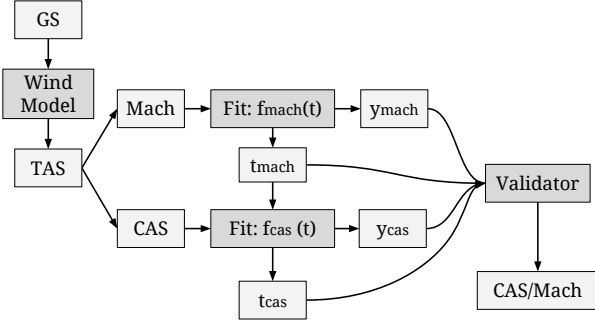 GS
Wind
Model
TAS
Mach
Fit: fmach(t)
ymach
tmach
Validator
CAS
Fit: fcas (t)
ycas
tcas
CAS/Mach